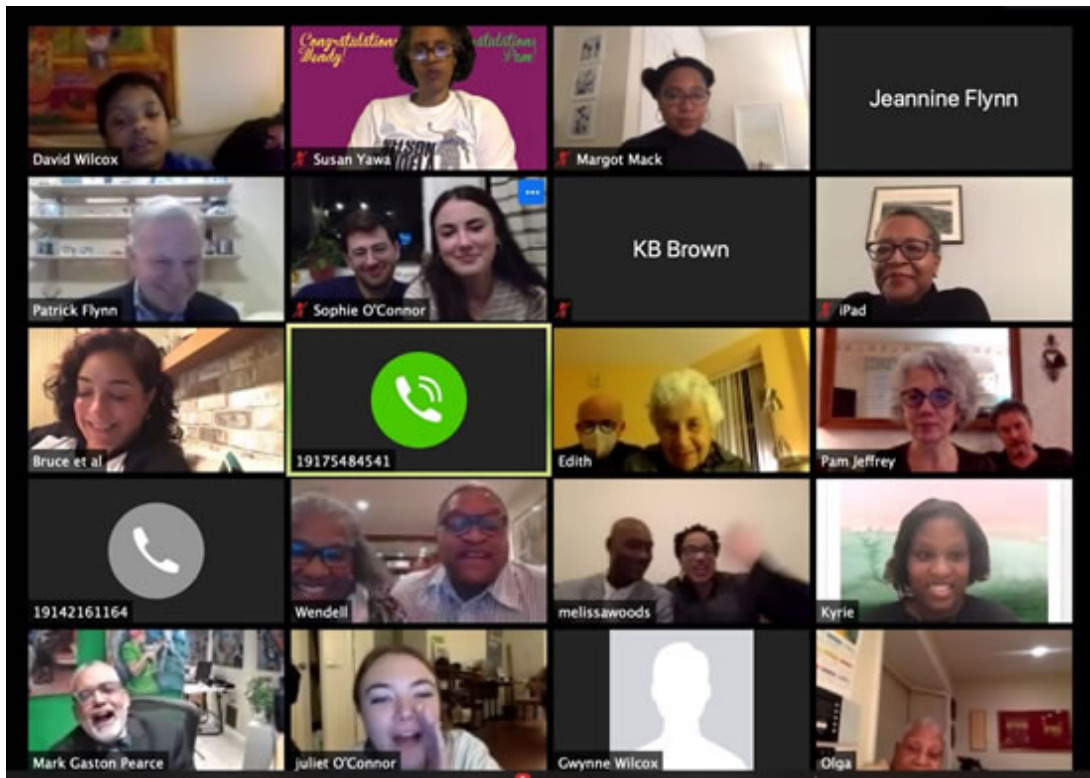 Congratulations
Wendy!
Congratulations
Pam!
David Wilcox
Susan Yawa
Margot Mack
Jeannine Flynn
Patrick Flynn
Sophie O'Connor
KB Brown
iPad
Bruce et al
19175484541
Edith
Pam Jeffrey
19142161164
Wendell
melissawoods
Kyrie
Mark Gaston Pearce
juliet O'Connor
Gwynne Wilcox
Olga